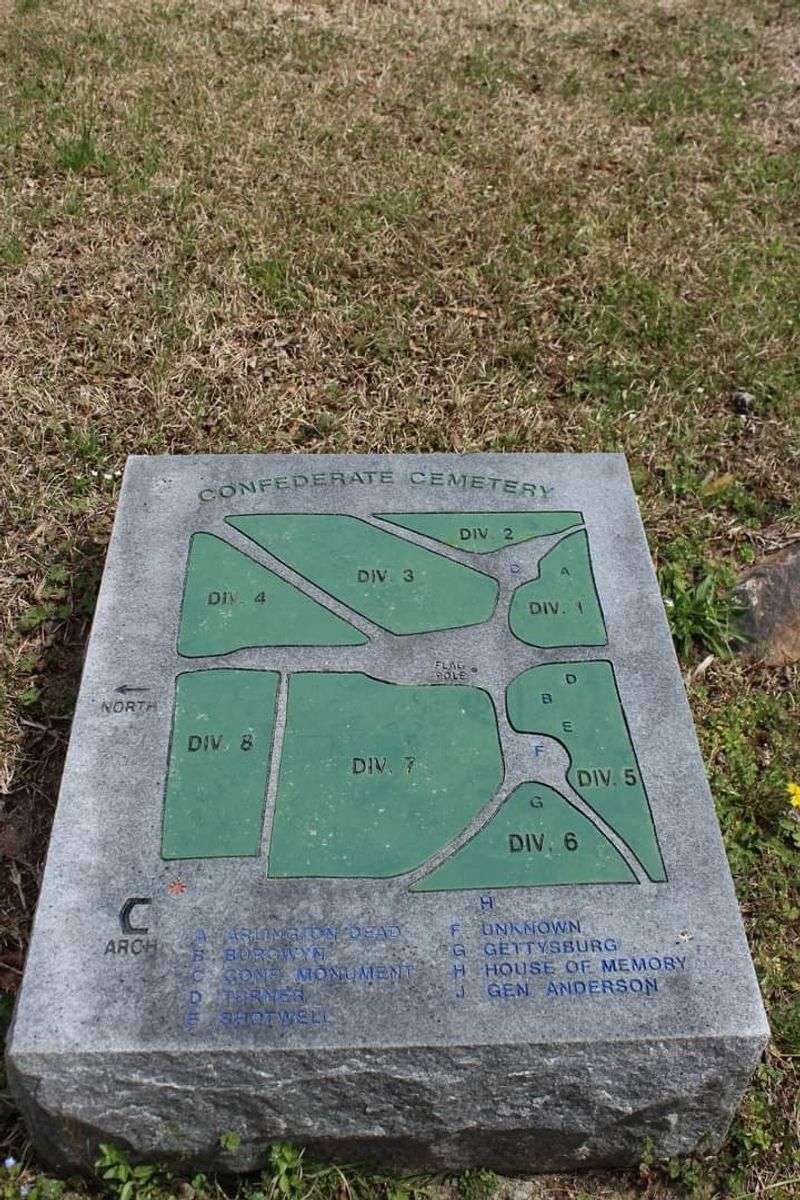 CONFEDERATE CEMETERY
DIV. 2
C A
DIV. 3
DIV. 4
DIV. 1
FLAG
POLE
D
NORTH
B
E
DIV. 8
F
DIV. 7
DIV. 5
G
DIV. 6
H
C
ARCH
A ARLINGTON DEAD
B BURGWYN
C CONF MONUMENT
D TURNER
E SHOTWELL
F UNKNOWN
G GETTYSBURG
H HOUSE OF MEMORY
J GEN. ANDERSON